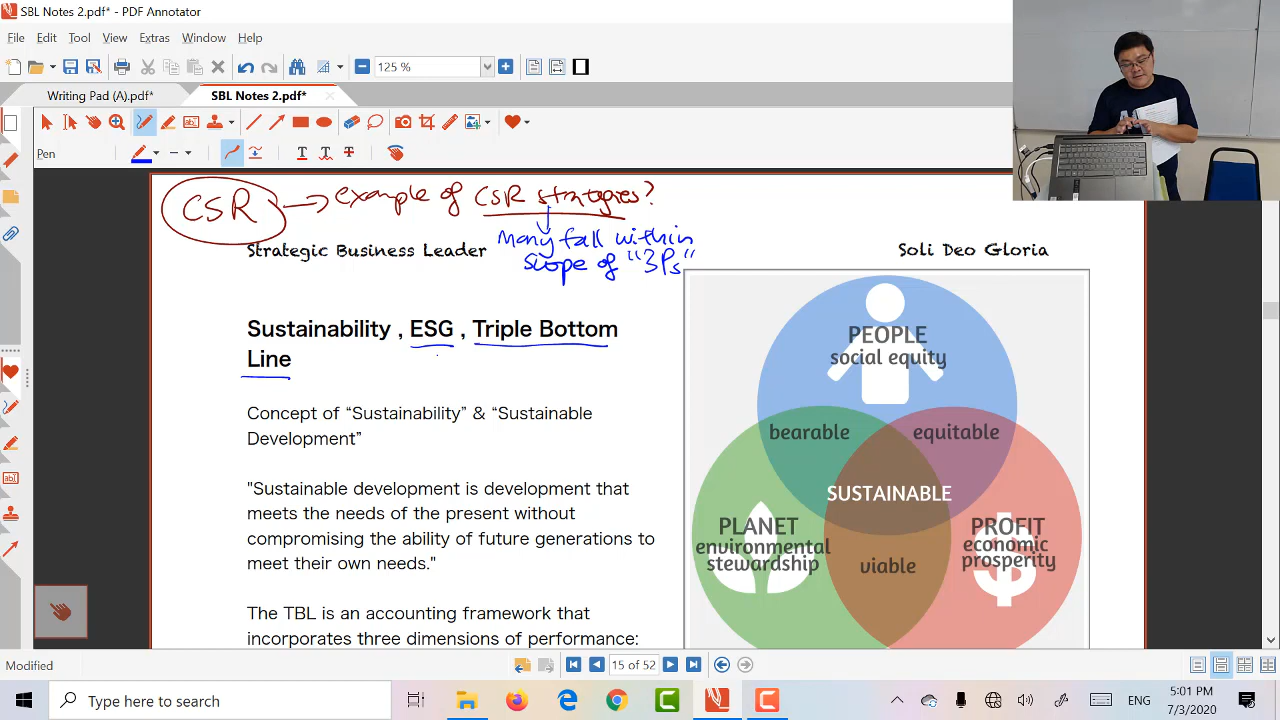 SBL Notes 2.pdf* - PDF Annotator
File Edit Tool View Extras Window Help
125 %
Writing Pad (A).pdf* SBL Notes 2.pdf*
Pen
CSR → example of CSR strategies?
Many fall within
scope of "3Ps"
Strategic Business Leader Soli Deo Gloria
Sustainability , ESG , Triple Bottom
Line
Concept of “Sustainability” & “Sustainable
Development”
"Sustainable development is development that
meets the needs of the present without
compromising the ability of future generations to
meet their own needs."
The TBL is an accounting framework that
incorporates three dimensions of performance:
PEOPLE
social equity
bearable equitable
SUSTAINABLE
PLANET
environmental
stewardship
PROFIT
economic
prosperity
viable
Modified 15 of 52
Type here to search
ENG
5:01 PM
7/3/2020